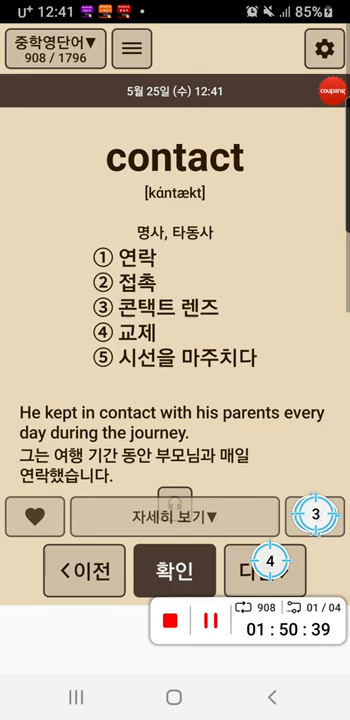 U+ 12:41 85%
중학영단어▼
908 / 1796
5월 25일 (수) 12:41
coupang
contact
[kάntækt]
명사, 타동사
① 연락
② 접촉
③ 콘택트 렌즈
④ 교제
⑤ 시선을 마주치다
He kept in contact with his parents every
day during the journey.
그는 여행 기간 동안 부모님과 매일
연락했습니다.
자세히 보기▼
3
<이전
확인
4
908
01 / 04
01 : 50 : 39